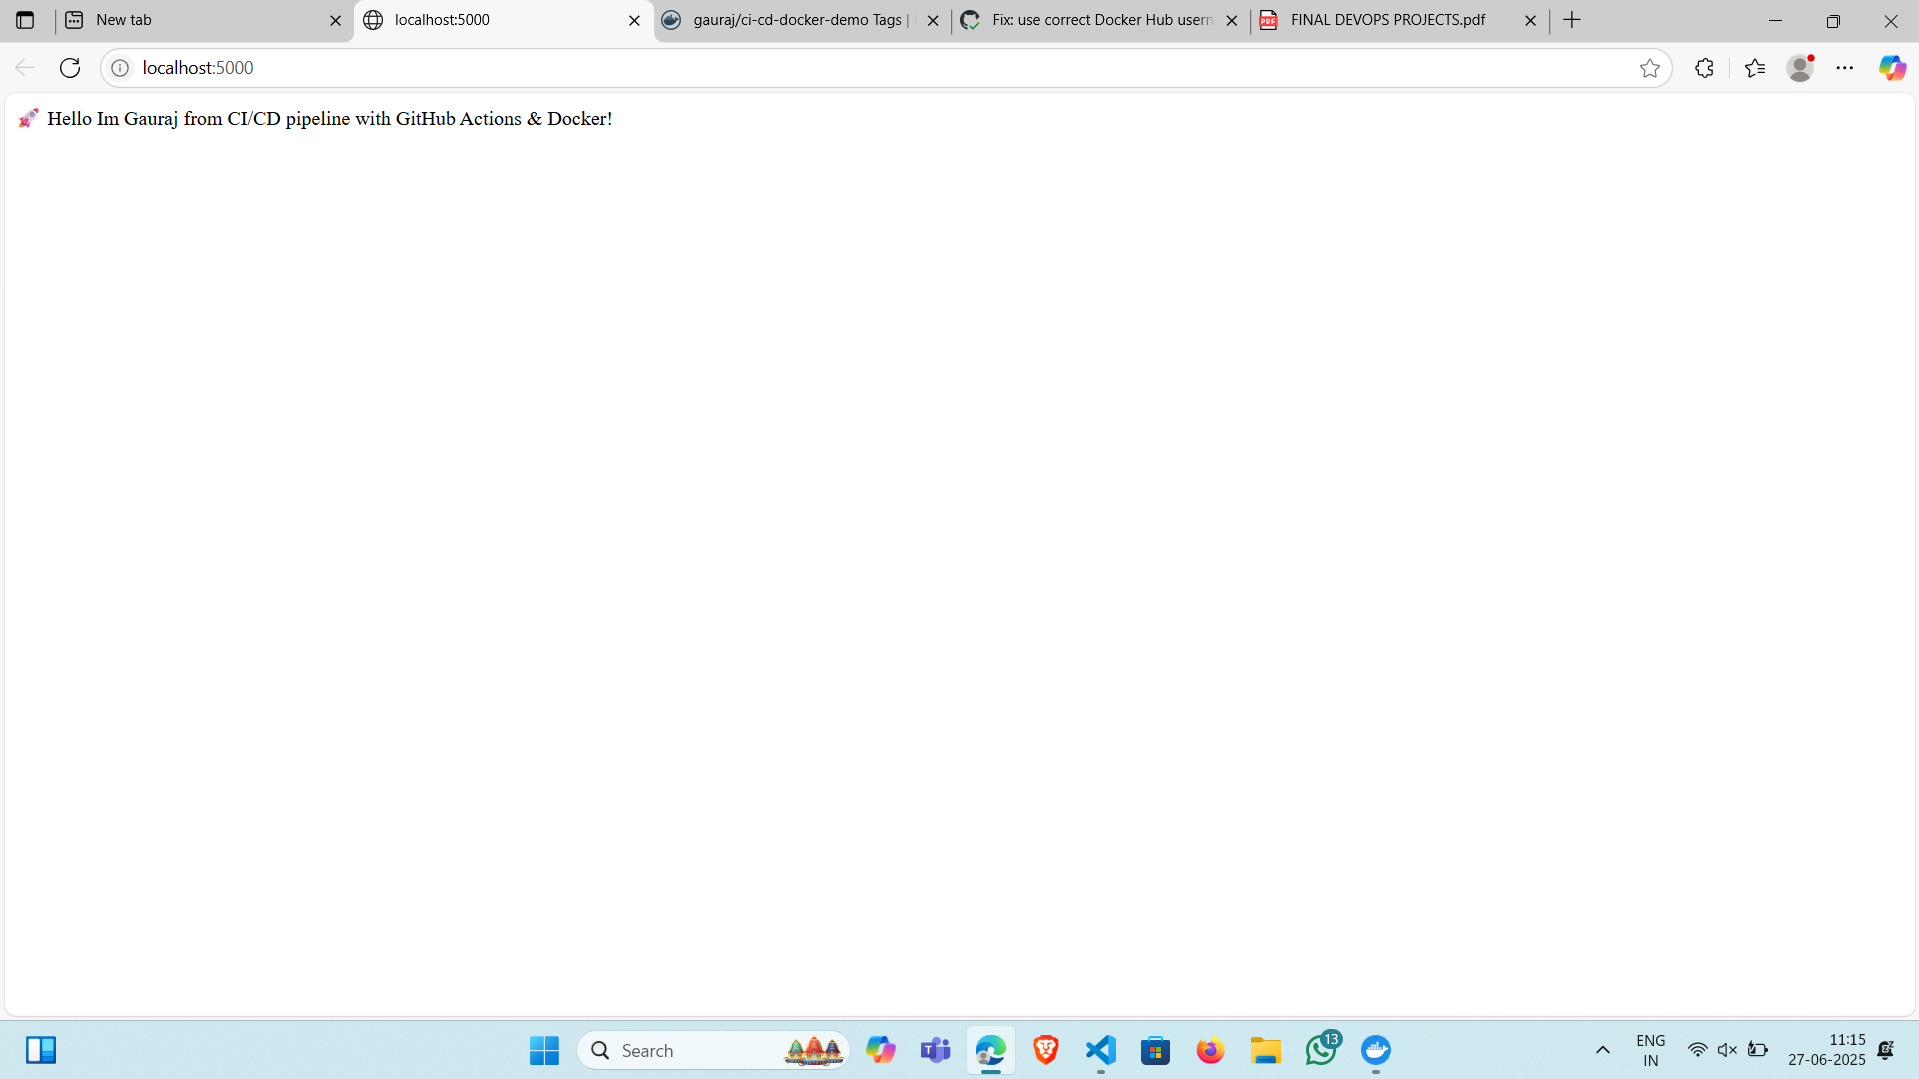 New tab
localhost:5000
gauraj/ci-cd-docker-demo Tags |
Fix: use correct Docker Hub usern
PDF
FINAL DEVOPS PROJECTS.pdf
localhost:5000
🚀 Hello Im Gauraj from CI/CD pipeline with GitHub Actions & Docker!
Search
13
ENG
IN
11:15
27-06-2025